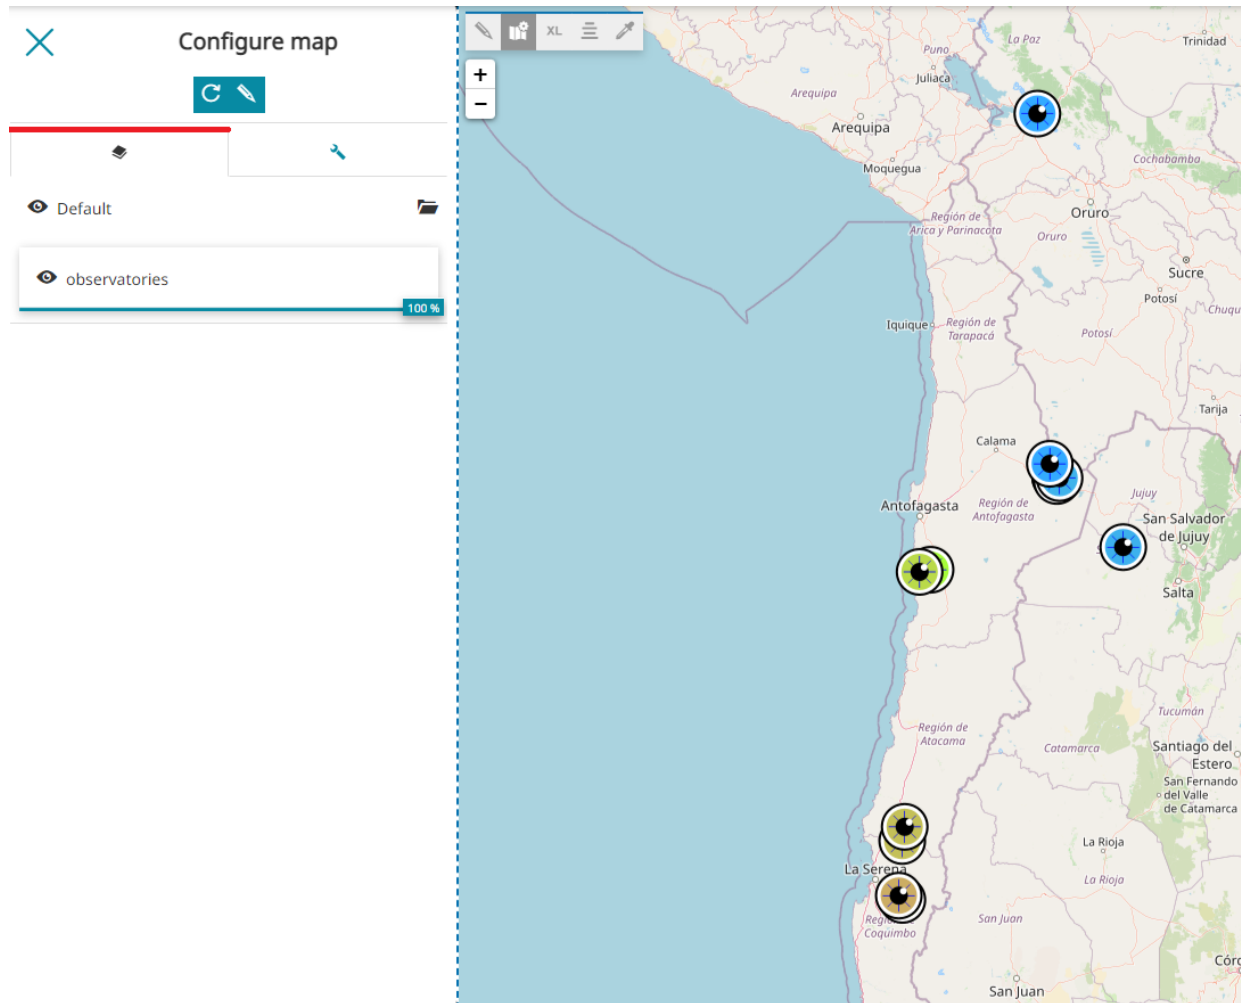 Configure map
Default
observatories
100 %
XL
+
−
Puno
Juliaca
La Paz
Trinidad
Arequipa
Arequipa
Moquegua
Cochabamba
Región de
Arica y Parinacota
Oruro
Oruro
Sucre
Potosí
Chuqu
Iquique
Región de
Tarapacá
Potosí
Tarija
Calama
Antofagasta
Región de
Antofagasta
Jujuy
San Salvador
de Jujuy
Salta
Región de
Atacama
Tucumán
Catamarca
Santiago del
Estero
San Fernando
del Valle
de Catamarca
La Rioja
La Serena
La Rioja
Coquimbo
San Juan
Córc
San Juan